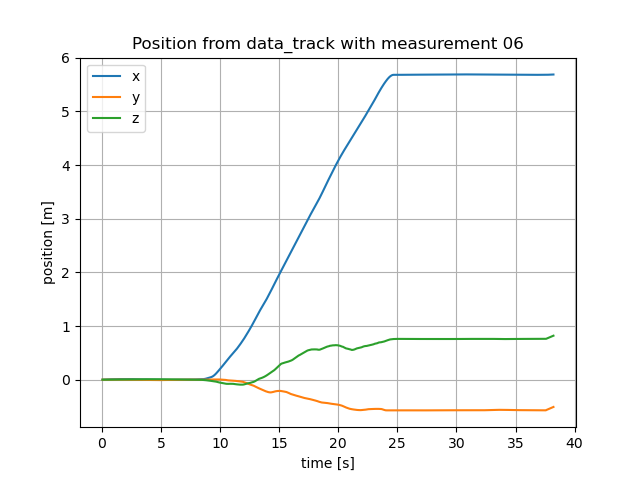 Position from data_track with measurement 06
position [m]
6
5
4
3
2
1
0
x
y
z
0 5 10 15 20 25 30 35 40
time [s]